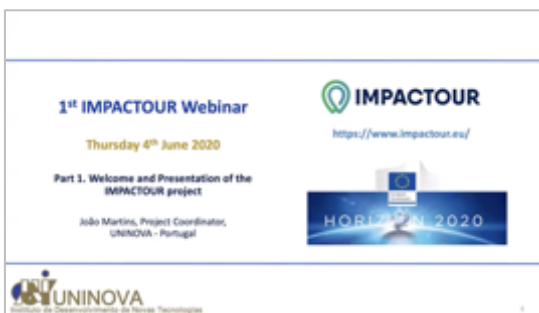 1st IMPACTOUR Webinar
Thursday 4th June 2020
Part 1. Welcome and Presentation of the
IMPACTOUR project
João Martins, Project Coordinator,
UNINOVA - Portugal
IMPACTOUR
https://www.impactour.eu/
HORIZON 2020
UNINOVA
Instituto de Desenvolvimento de Novas Tecnologias